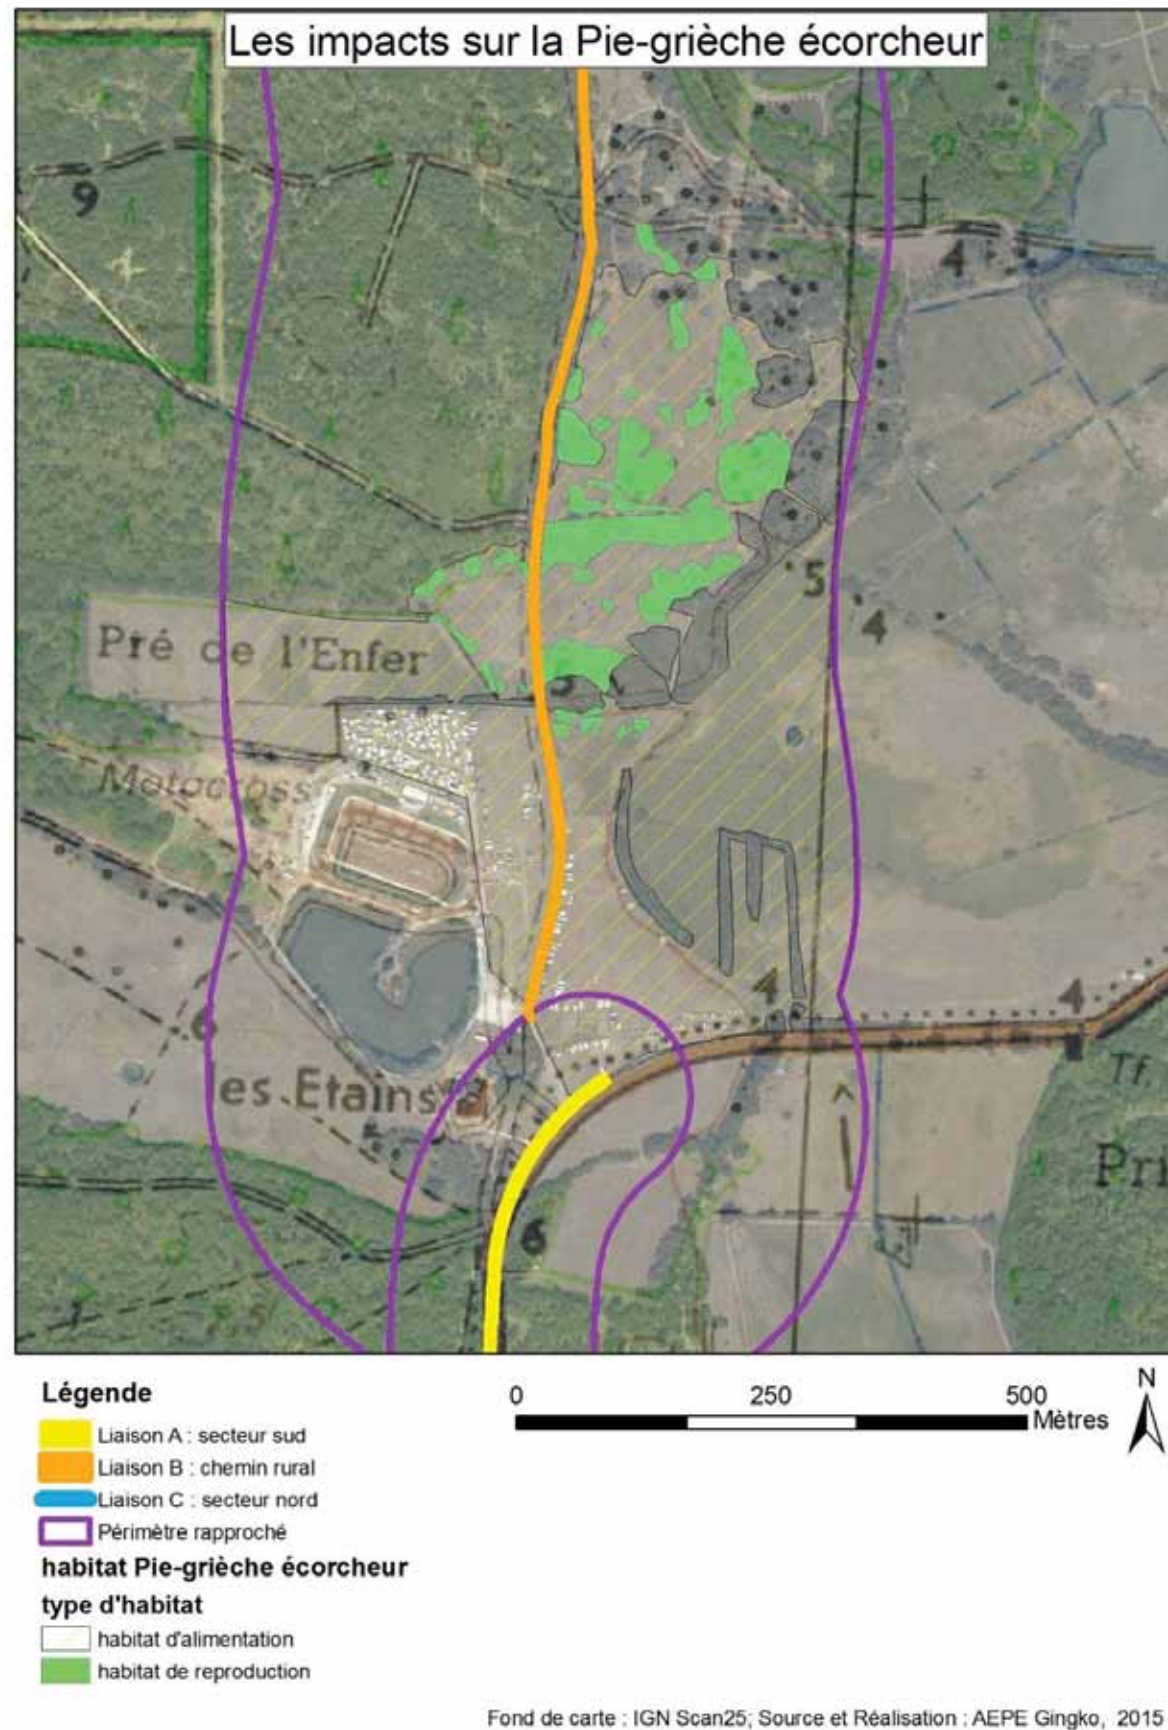 Les impacts sur la Pie-grièche écorcheur
9
4
5
4
Pré de l'Enfer
Motocross
4
4
6
les Etains
Tf.
Pri
6
Légende
Liaison A : secteur sud
Liaison B : chemin rural
Liaison C : secteur nord
Périmètre rapproché
habitat Pie-grièche écorcheur
type d'habitat
habitat d'alimentation
habitat de reproduction
0 250 500
Mètres
N
Fond de carte : IGN Scan25; Source et Réalisation : AEPE Gingko, 2015